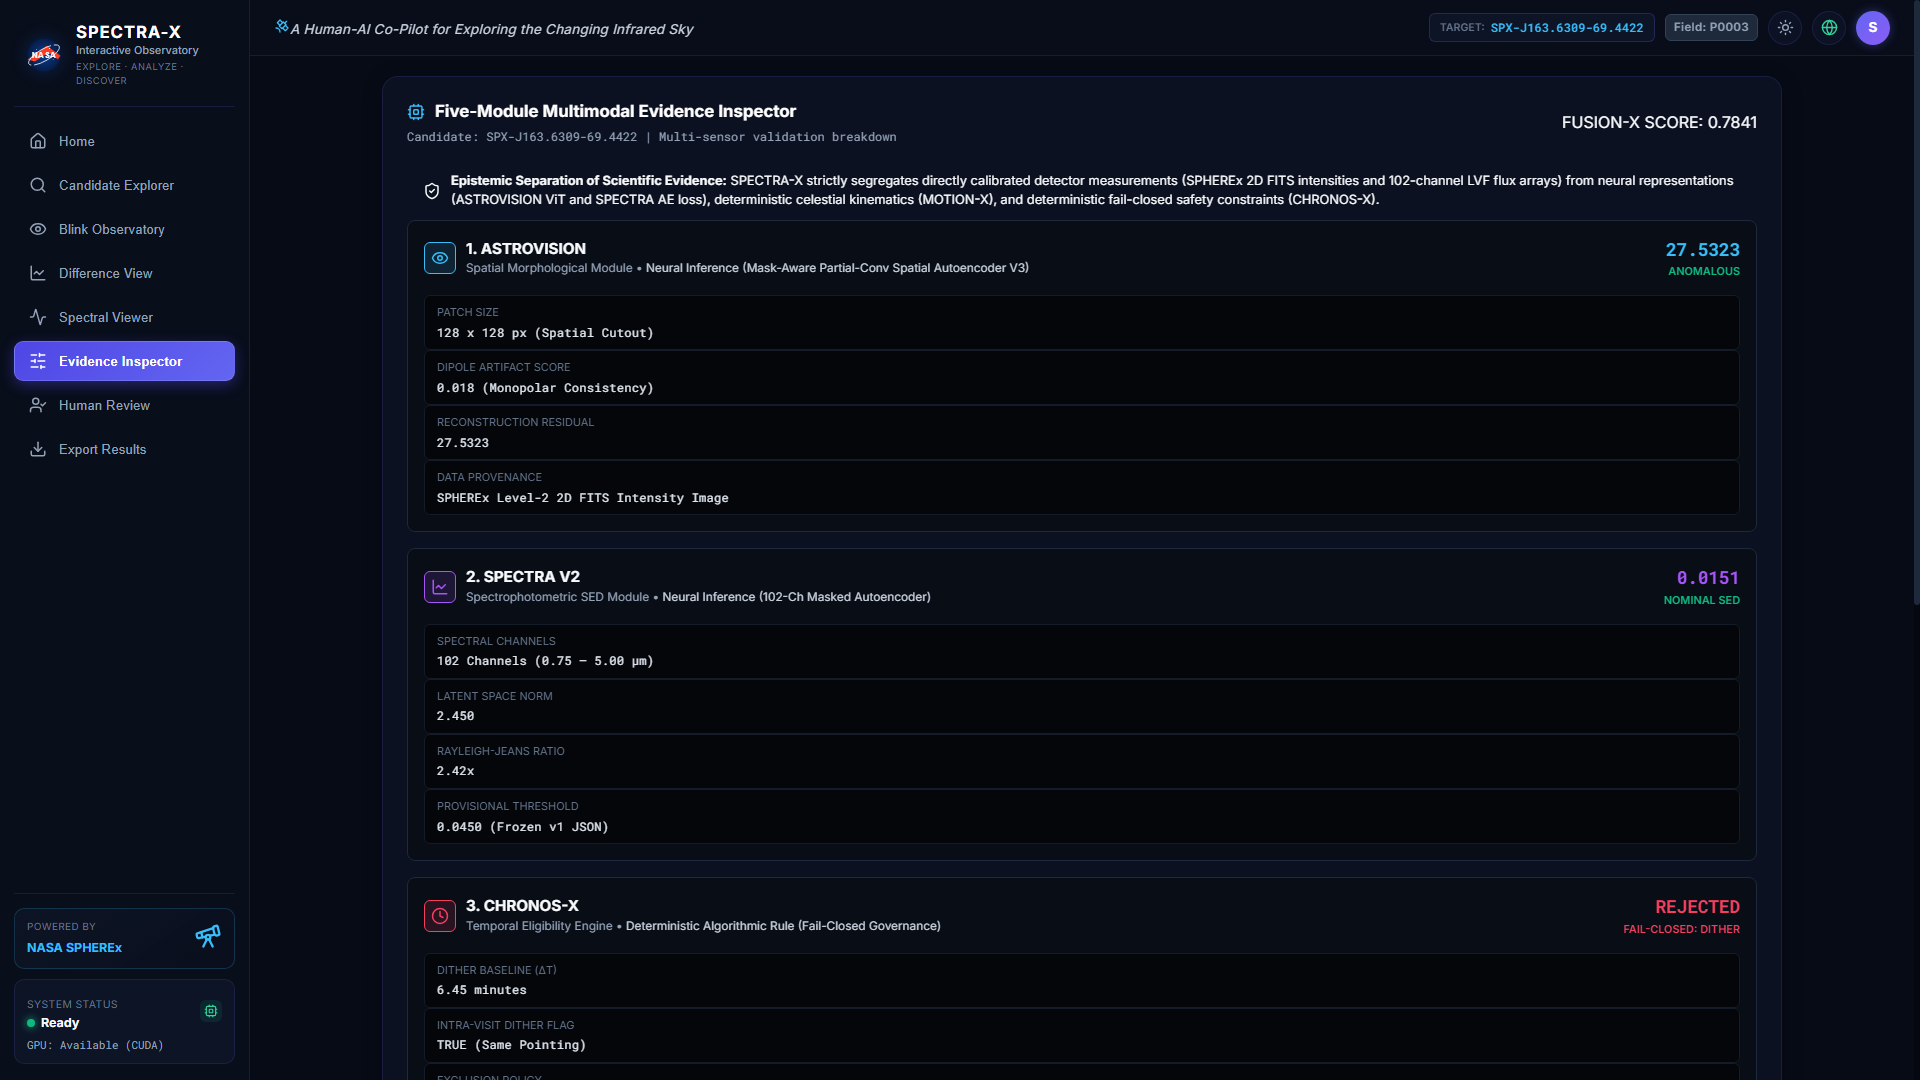 NASA
SPECTRA-X
Interactive Observatory
EXPLORE · ANALYZE ·
DISCOVER
Home
Candidate Explorer
Blink Observatory
Difference View
Spectral Viewer
Evidence Inspector
Human Review
Export Results
POWERED BY
NASA SPHEREx
SYSTEM STATUS
Ready
GPU: Available (CUDA)
A Human-AI Co-Pilot for Exploring the Changing Infrared Sky
TARGET: SPX-J163.6309-69.4422
Field: P0003
S
Five-Module Multimodal Evidence Inspector
Candidate: SPX-J163.6309-69.4422 | Multi-sensor validation breakdown
FUSION-X SCORE: 0.7841
Epistemic Separation of Scientific Evidence: SPECTRA-X strictly segregates directly calibrated detector measurements (SPHEREx 2D FITS intensities and 102-channel LVF flux arrays) from neural representations
(ASTROVISION ViT and SPECTRA AE loss), deterministic celestial kinematics (MOTION-X), and deterministic fail-closed safety constraints (CHRONOS-X).
1. ASTROVISION
Spatial Morphological Module • Neural Inference (Mask-Aware Partial-Conv Spatial Autoencoder V3)
27.5323
ANOMALOUS
PATCH SIZE
128 x 128 px (Spatial Cutout)
DIPOLE ARTIFACT SCORE
0.018 (Monopolar Consistency)
RECONSTRUCTION RESIDUAL
27.5323
DATA PROVENANCE
SPHEREx Level-2 2D FITS Intensity Image
2. SPECTRA V2
Spectrophotometric SED Module • Neural Inference (102-Ch Masked Autoencoder)
0.0151
NOMINAL SED
SPECTRAL CHANNELS
102 Channels (0.75 – 5.00 μm)
LATENT SPACE NORM
2.450
RAYLEIGH-JEANS RATIO
2.42x
PROVISIONAL THRESHOLD
0.0450 (Frozen v1 JSON)
3. CHRONOS-X
Temporal Eligibility Engine • Deterministic Algorithmic Rule (Fail-Closed Governance)
REJECTED
FAIL-CLOSED: DITHER
DITHER BASELINE (ΔT)
6.45 minutes
INTRA-VISIT DITHER FLAG
TRUE (Same Pointing)
EXCLUSION POLICY